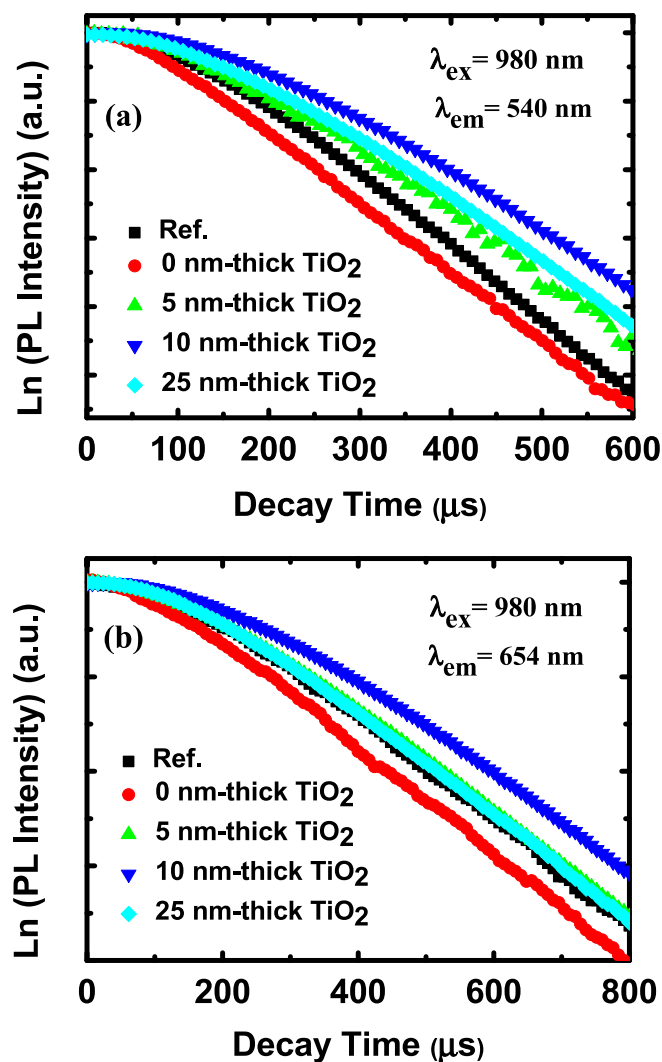 Ln (PL Intensity) (a.u.)
(a)
λex= 980 nm
λem= 540 nm
Ref.
0 nm-thick TiO2
5 nm-thick TiO2
10 nm-thick TiO2
25 nm-thick TiO2
0 100 200 300 400 500 600
Decay Time (μs)
Ln (PL Intensity) (a.u.)
(b)
λex= 980 nm
λem= 654 nm
Ref.
0 nm-thick TiO2
5 nm-thick TiO2
10 nm-thick TiO2
25 nm-thick TiO2
0 200 400 600 800
Decay Time (μs)